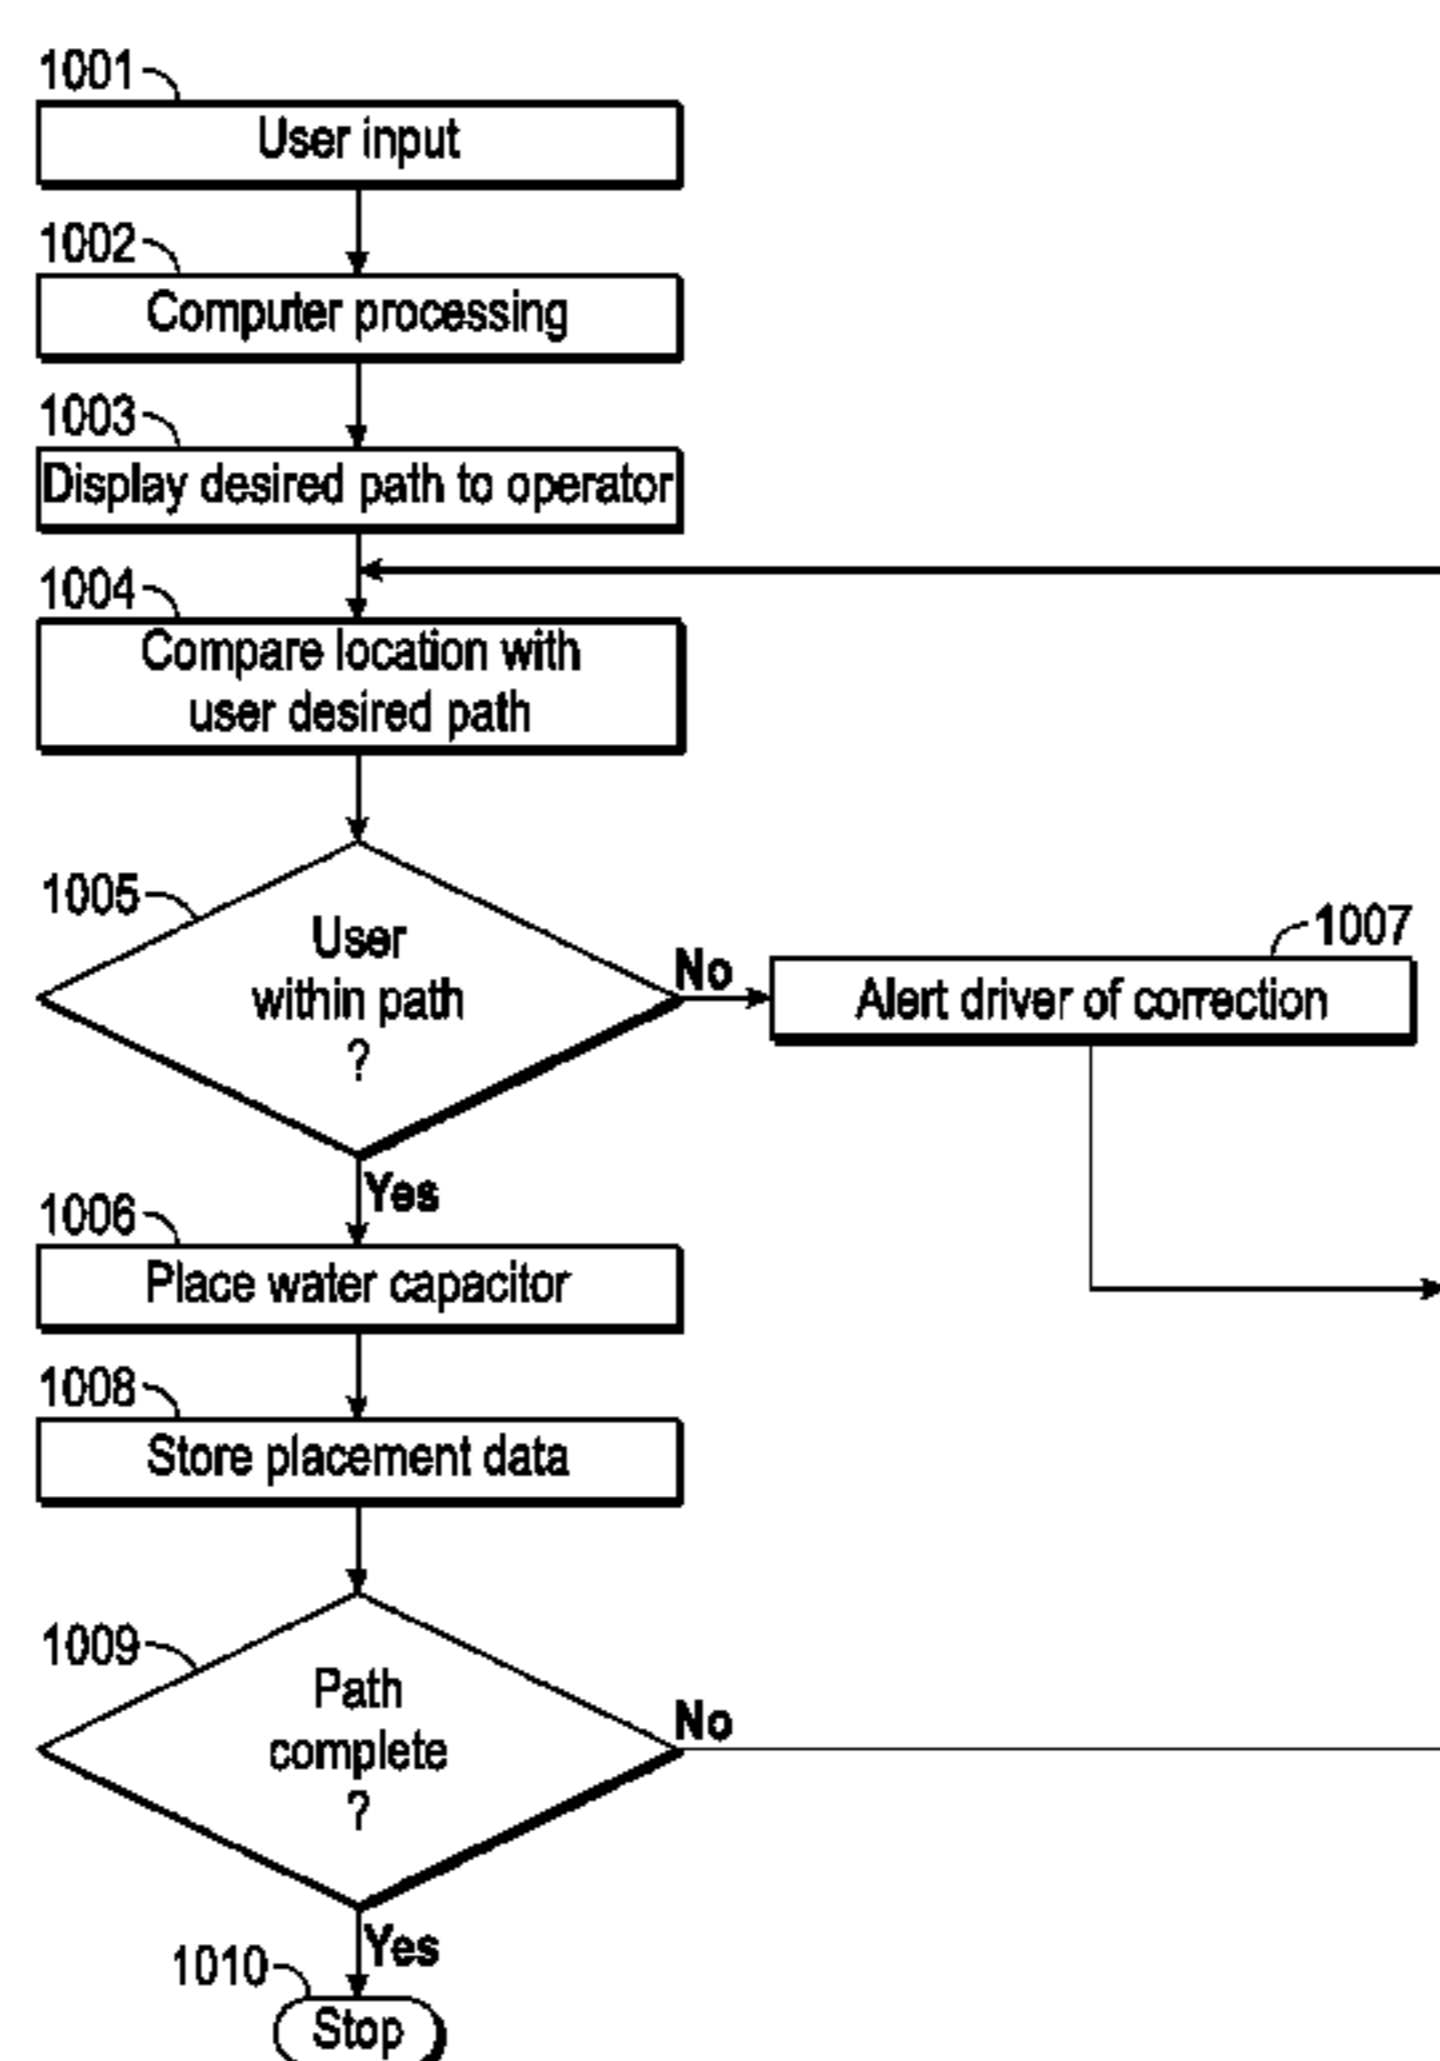 1001
User input
1002
Computer processing
1003
Display desired path to operator
1004
Compare location with
user desired path
1005
User
within path
?
No
1007
Alert driver of correction
Yes
1006
Place water capacitor
1008
Store placement data
1009
Path
complete
?
No
Yes
1010
Stop